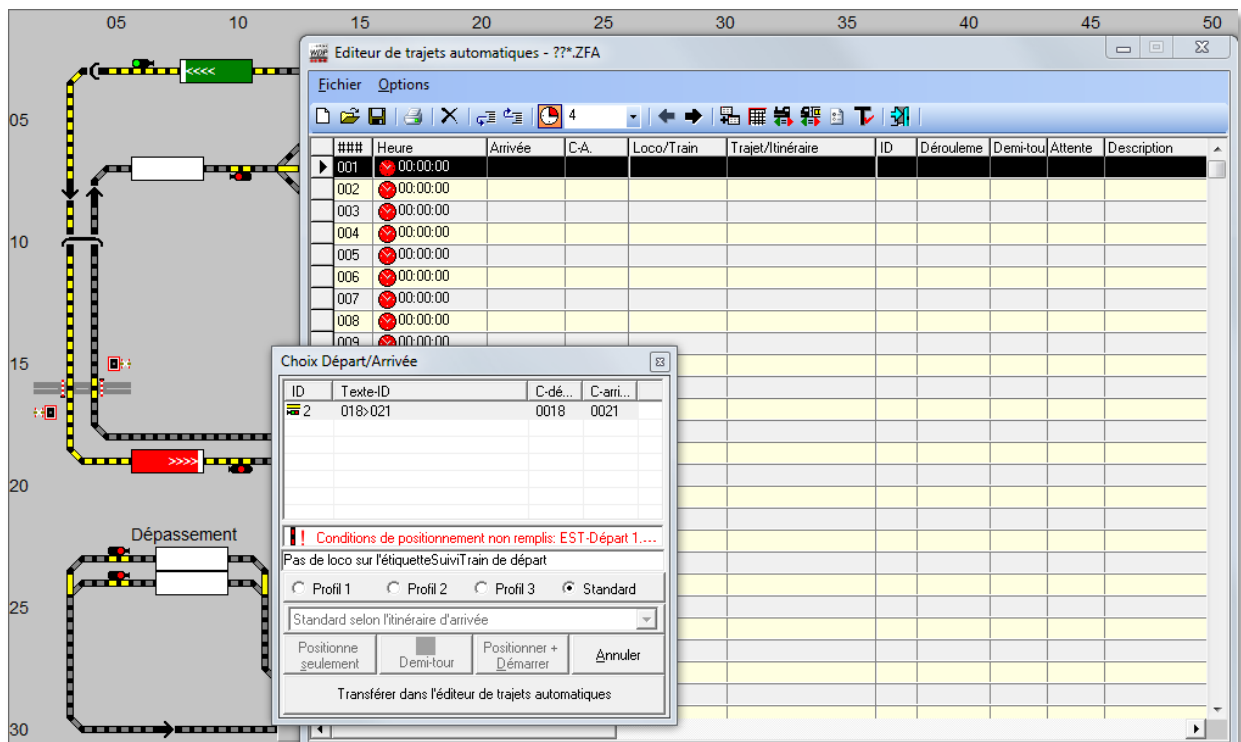 05 10 15 20 25 30 35 40 45 50
WDP Editeur de trajets automatiques - ??*.ZFA
Fichier Options
4
### Heure Arrivée C-A. Loco/Train Trajet/Itinéraire ID Dérouleme Demi-tou Attente Description
001 00:00:00
002 00:00:00
003 00:00:00
004 00:00:00
005 00:00:00
006 00:00:00
007 00:00:00
008 00:00:00
009 00:00:00
<<<<
05
10
15
>>>>
20
Dépassement
25
30
Choix Départ/Arrivée
ID Texte-ID C-dé... C-arri...
2 018>021 0018 0021
! Conditions de positionnement non remplis: EST-Départ 1....
Pas de loco sur l'étiquetteSuiviTrain de départ
Profil 1 Profil 2 Profil 3 Standard
Standard selon l'itinéraire d'arrivée
Positionne seulement
Demi-tour
Positionner + Démarrer
Annuler
Transférer dans l'éditeur de trajets automatiques